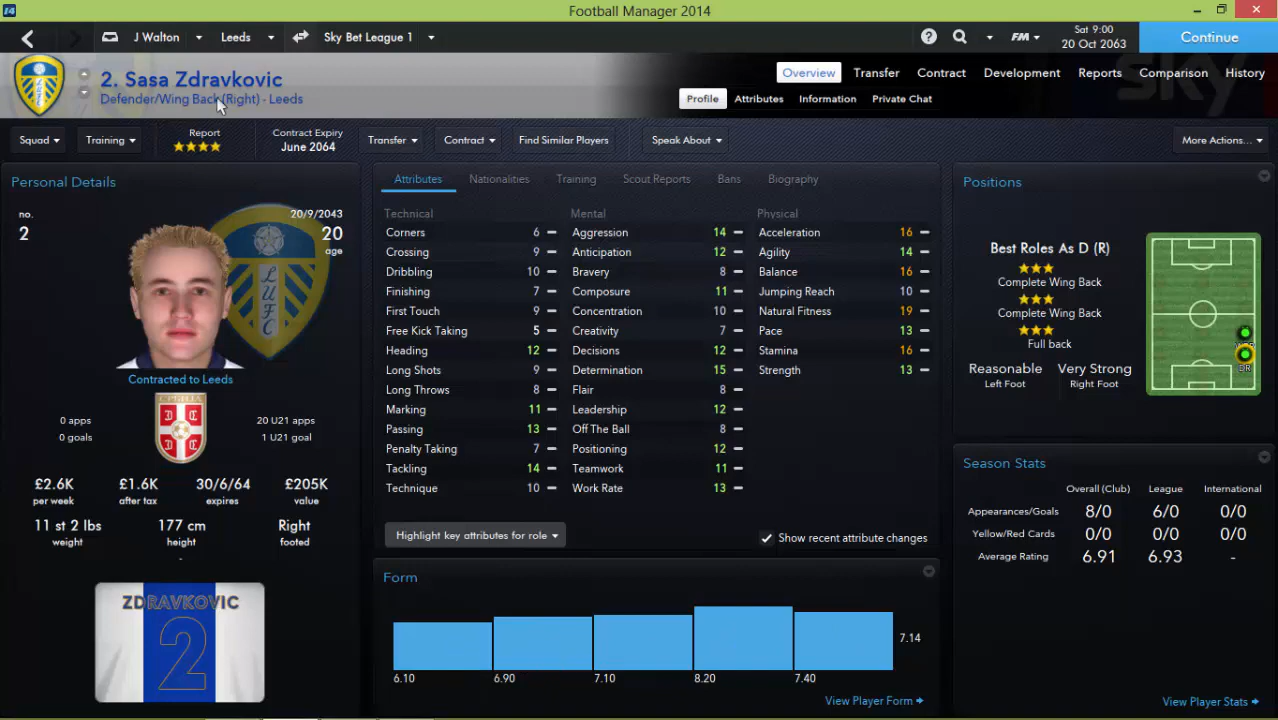 Football Manager 2014
J Walton Leeds Sky Bet League 1 FM Sat 9:00 20 Oct 2063 Continue
2. Sasa Zdravkovic
Defender/Wing Back (Right) - Leeds
Overview Transfer Contract Development Reports Comparison History
Profile Attributes Information Private Chat
Squad Training Report Contract Expiry June 2064 Transfer Contract Find Similar Players Speak About More Actions...
Personal Details
no.
2
20/9/2043
20
age
LUFC
Contracted to Leeds
0 apps
0 goals
20 U21 apps
1 U21 goal
£2.6K per week
£1.6K after tax
30/6/64 expires
£205K value
11 st 2 lbs weight
177 cm height
Right footed
-
ZDRAVKOVIC
2
Attributes Nationalities Training Scout Reports Bans Biography
Technical
Corners 6
Crossing 9
Dribbling 10
Finishing 7
First Touch 9
Free Kick Taking 5
Heading 12
Long Shots 9
Long Throws 8
Marking 11
Passing 13
Penalty Taking 7
Tackling 14
Technique 10
Mental
Aggression 14
Anticipation 12
Bravery 8
Composure 11
Concentration 10
Creativity 7
Decisions 12
Determination 15
Flair 8
Leadership 12
Off The Ball 8
Positioning 12
Teamwork 11
Work Rate 13
Physical
Acceleration 16
Agility 14
Balance 16
Jumping Reach 10
Natural Fitness 19
Pace 13
Stamina 16
Strength 13
Highlight key attributes for role
Show recent attribute changes
Form
7.14
6.10 6.90 7.10 8.20 7.40
View Player Form
Positions
Best Roles As D (R)
Complete Wing Back
Complete Wing Back
Full back
Reasonable Left Foot
Very Strong Right Foot
DR
Season Stats
Overall (Club) League International
Appearances/Goals 8/0 6/0 0/0
Yellow/Red Cards 0/0 0/0 0/0
Average Rating 6.91 6.93 -
View Player Stats